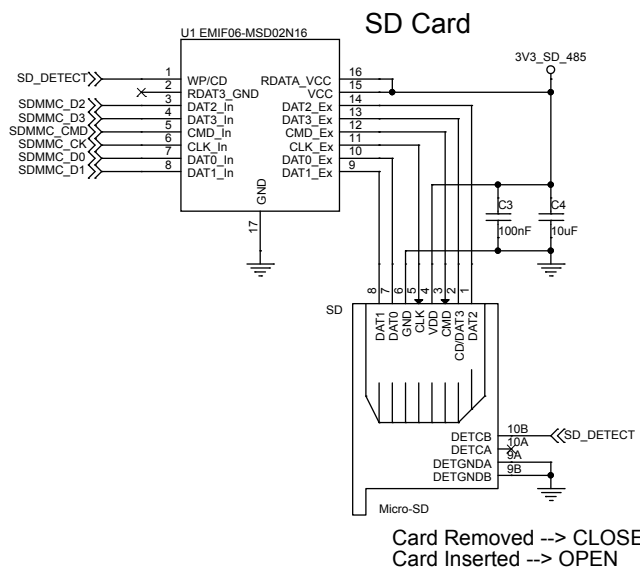 SD Card
U1 EMIF06-MSD02N16
3V3_SD_485
SD_DETECT 1 WP/CD RDATA_VCC 16
2 RDAT3_GND VCC 15
SDMMC_D2 3 DAT2_In DAT2_Ex 14
SDMMC_D3 4 DAT3_In DAT3_Ex 13
SDMMC_CMD 5 CMD_In CMD_Ex 12
SDMMC_CK 6 CLK_In CLK_Ex 11
SDMMC_D0 7 DAT0_In DAT0_Ex 10
SDMMC_D1 8 DAT1_In DAT1_Ex 9
GND
17
C3
100nF
C4
10uF
8 7 6 5 4 3 2 1
SD
DAT1
DAT0
GND
CLK
VDD
CMD
CD/DAT3
DAT2
DETCB 10B SD_DETECT
DETCA 10A
DETGNDA 9A
DETGNDB 9B
Micro-SD
Card Removed --> CLOSE
Card Inserted --> OPEN